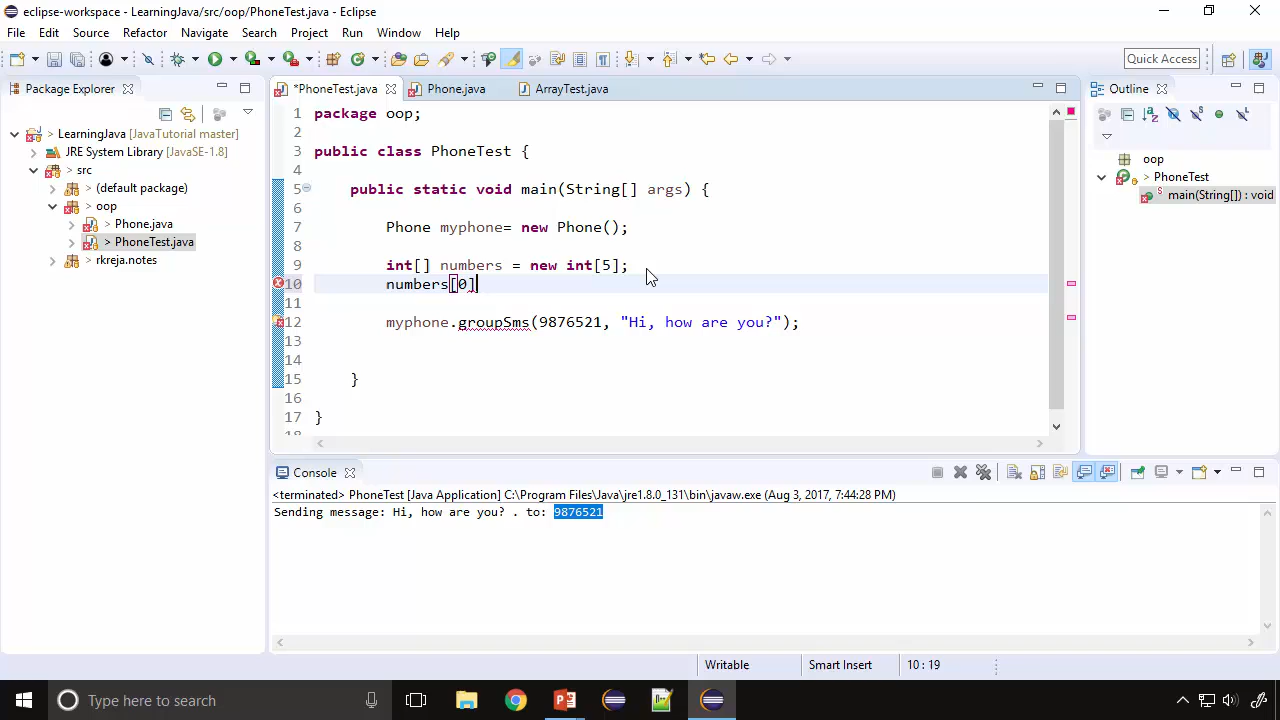 eclipse-workspace - LearningJava/src/oop/PhoneTest.java - Eclipse
File Edit Source Refactor Navigate Search Project Run Window Help
Quick Access
Package Explorer
*PhoneTest.java Phone.java ArrayTest.java
Outline
> LearningJava [JavaTutorial master]
JRE System Library [JavaSE-1.8]
> src
> (default package)
> oop
> Phone.java
> PhoneTest.java
> rkreja.notes
1 package oop;
2
3 public class PhoneTest {
4
5 public static void main(String[] args) {
6
7 Phone myphone= new Phone();
8
9 int[] numbers = new int[5];
10 numbers[0]
11
12 myphone.groupSms(9876521, "Hi, how are you?");
13
14
15 }
16
17 }
18
oop
> PhoneTest
main(String[]) : void
Console
<terminated> PhoneTest [Java Application] C:\Program Files\Java\jre1.8.0_131\bin\javaw.exe (Aug 3, 2017, 7:44:28 PM)
Sending message: Hi, how are you? . to: 9876521
Writable Smart Insert 10 : 19
Type here to search